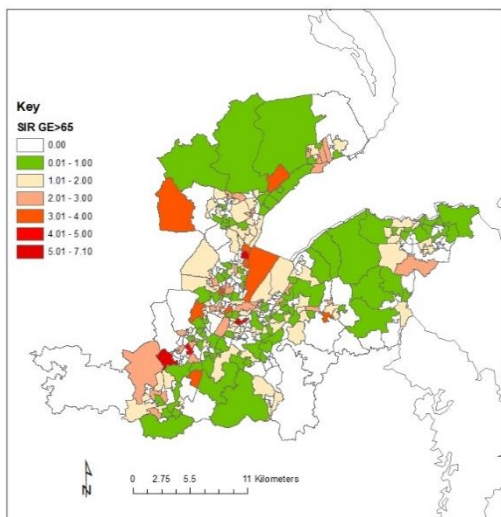 Key
SIR GE>65
0.00
0.01 - 1.00
1.01 - 2.00
2.01 - 3.00
3.01 - 4.00
4.01 - 5.00
5.01 - 7.10
N
0 2.75 5.5 11 Kilometers